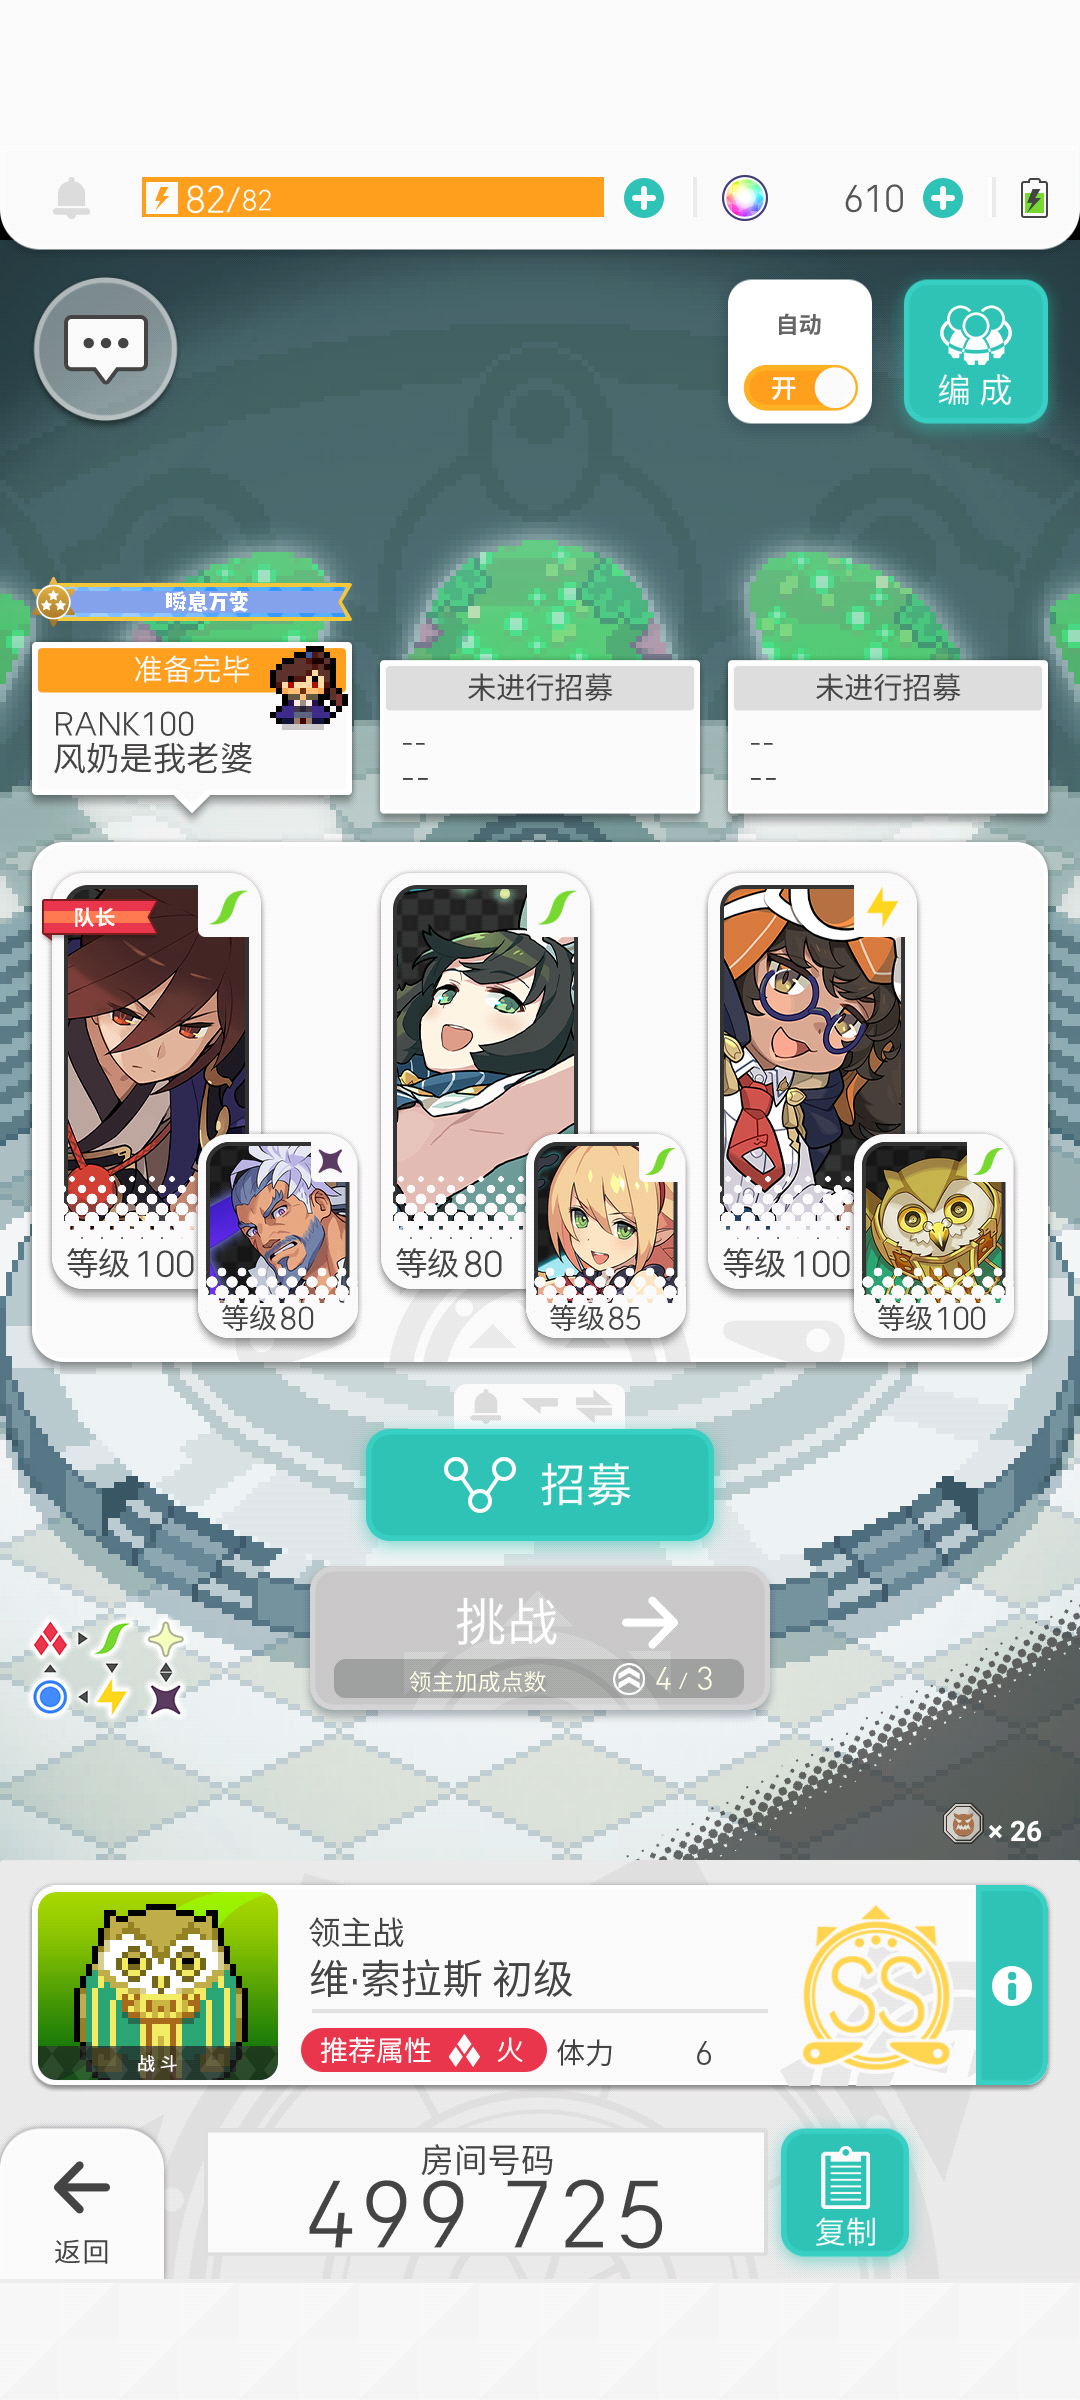 82/82
610
自动
开
编成
瞬息万变
准备完毕
RANK100
风奶是我老婆
未进行招募
--
--
未进行招募
--
--
队长
等级100
等级80
等级80
等级85
等级100
等级100
招募
挑战
领主加成点数 4/3
× 26
领主战
维·索拉斯 初级
推荐属性 火 体力 6
SS
战斗
返回
房间号码
499 725
复制